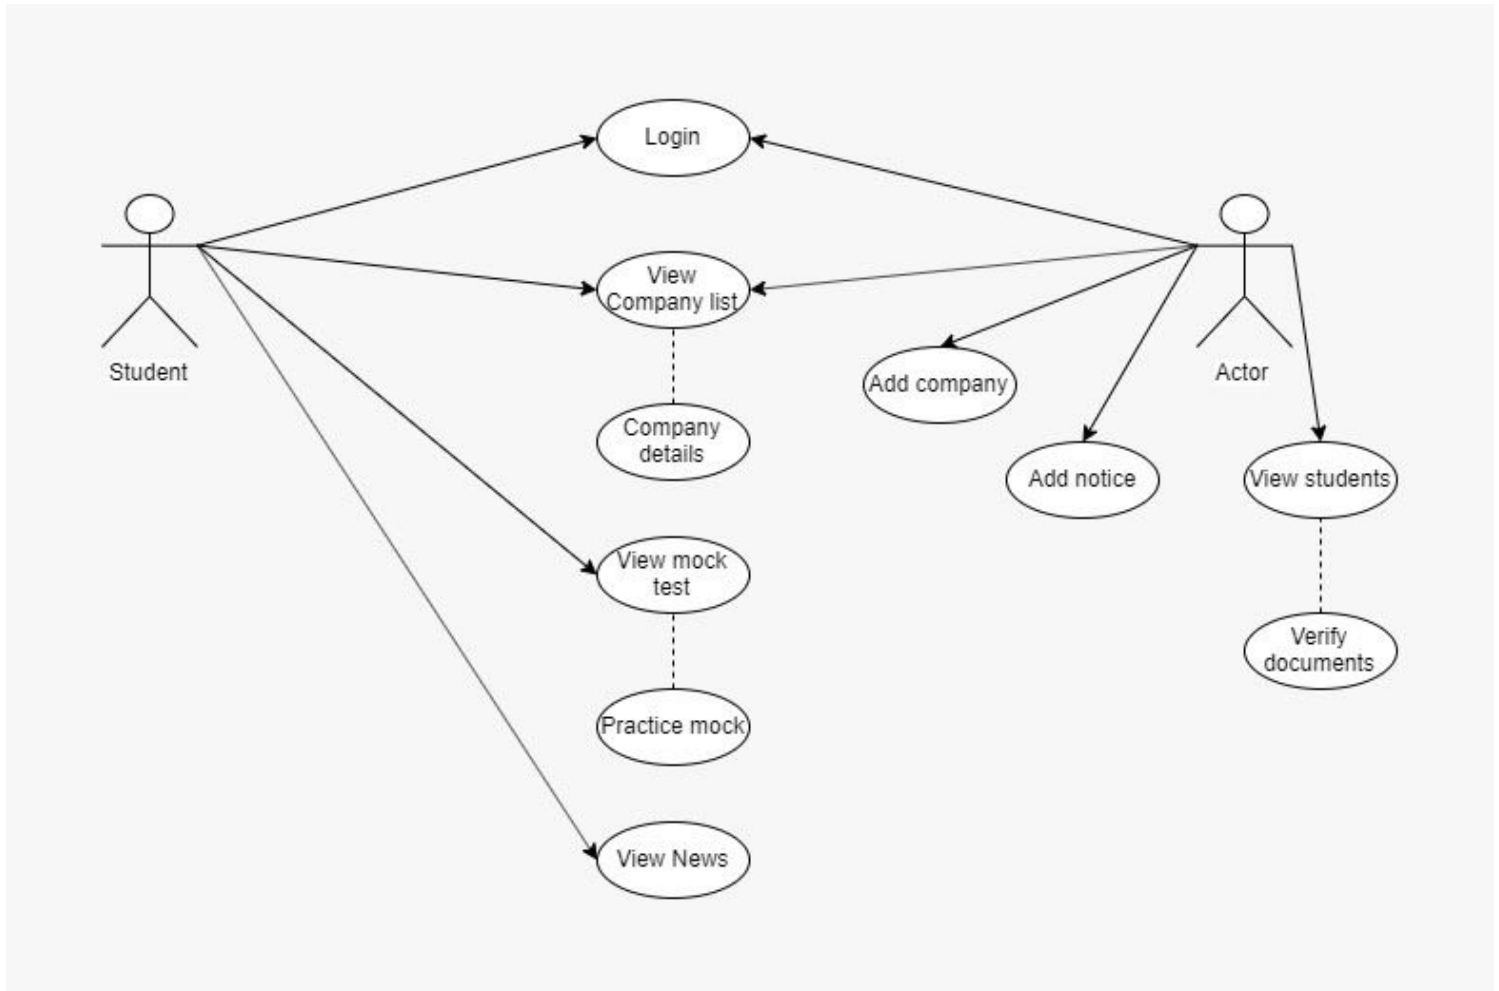 Login
View
Company list
Student
Actor
Add company
Company
details
Add notice
View students
View mock
test
Verify
documents
Practice mock
View News